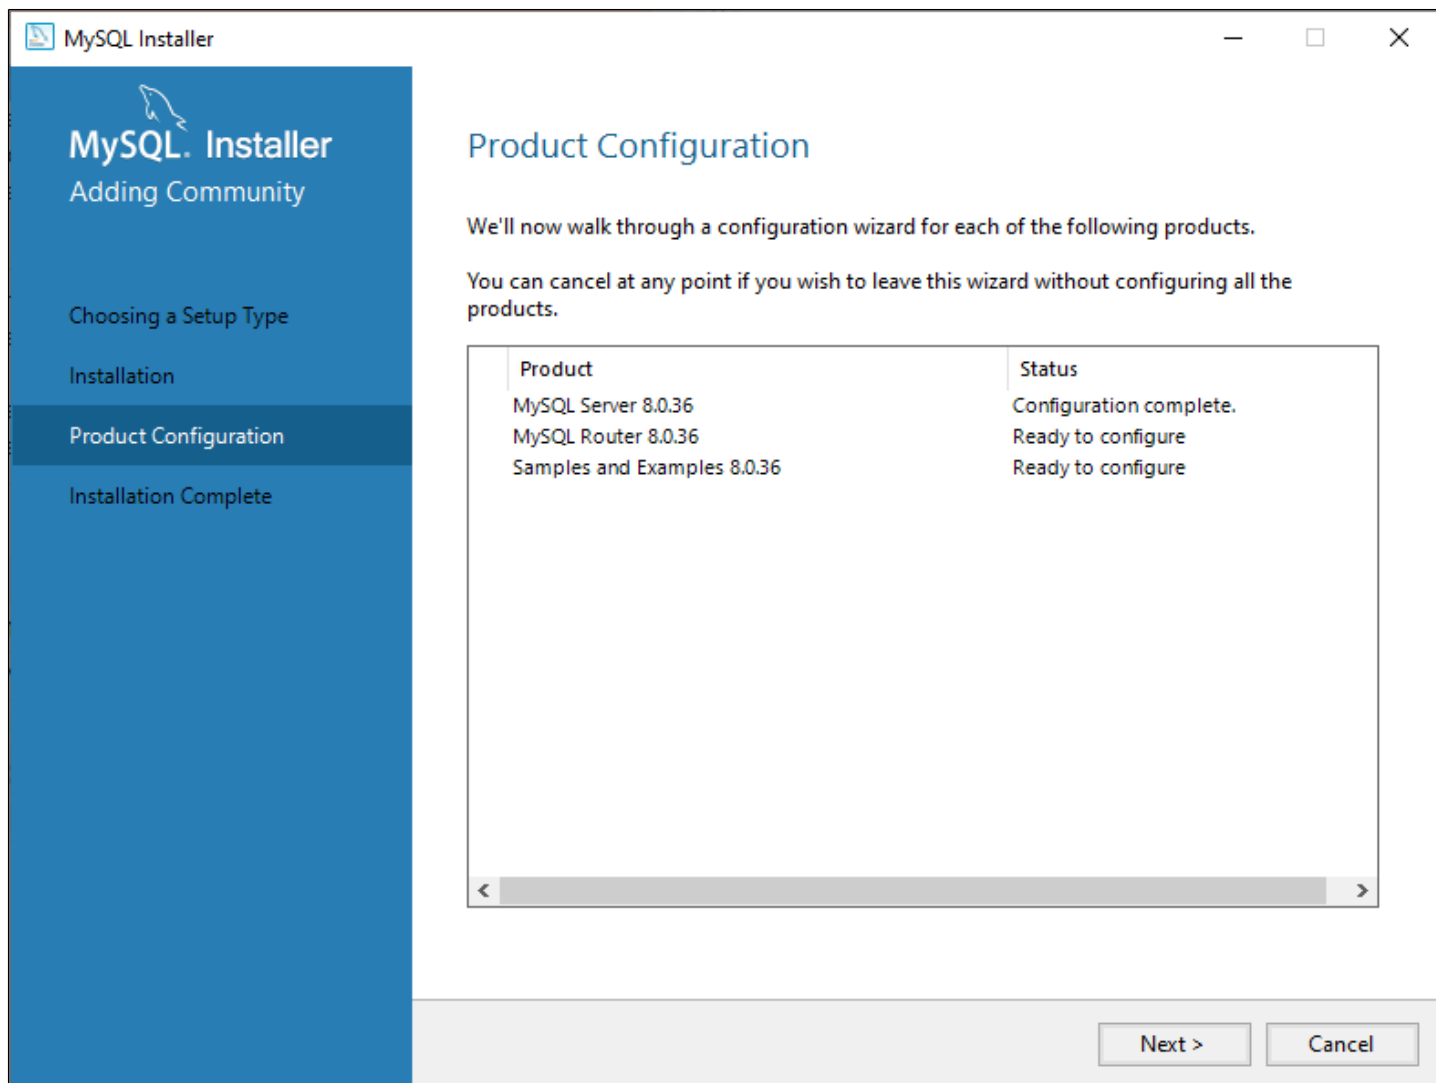 MySQL Installer
MySQL. Installer
Adding Community
Choosing a Setup Type
Installation
Product Configuration
Installation Complete
Product Configuration
We'll now walk through a configuration wizard for each of the following products.
You can cancel at any point if you wish to leave this wizard without configuring all the
products.
Product Status
MySQL Server 8.0.36 Configuration complete.
MySQL Router 8.0.36 Ready to configure
Samples and Examples 8.0.36 Ready to configure
Next > Cancel